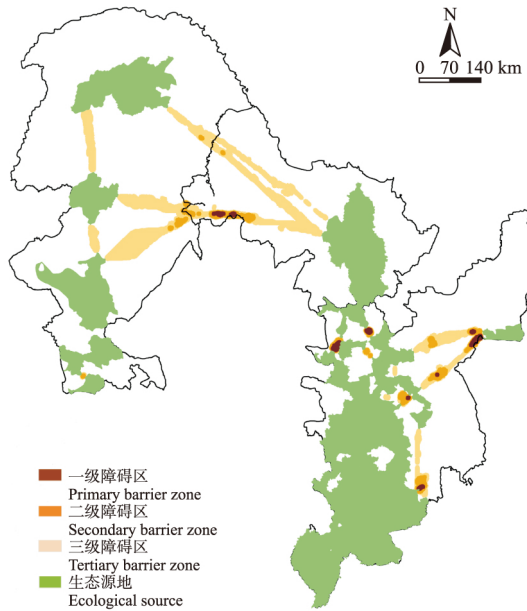 N
0 70 140 km
一级障碍区
Primary barrier zone
二级障碍区
Secondary barrier zone
三级障碍区
Tertiary barrier zone
生态源地
Ecological source